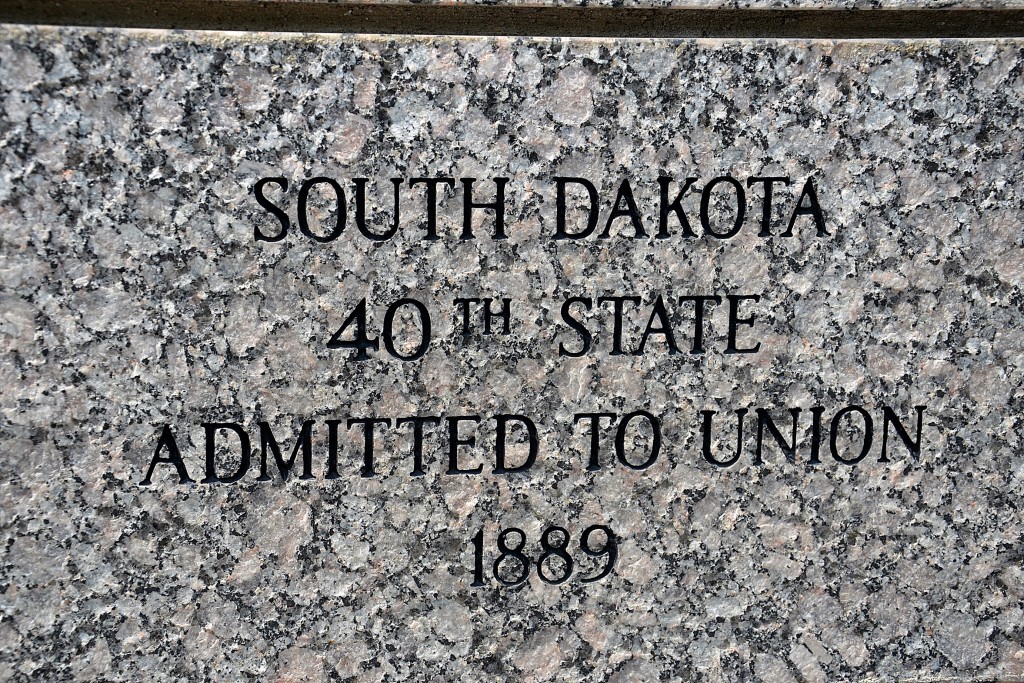 SOUTH DAKOTA
40TH STATE
ADMITTED TO UNION
1889